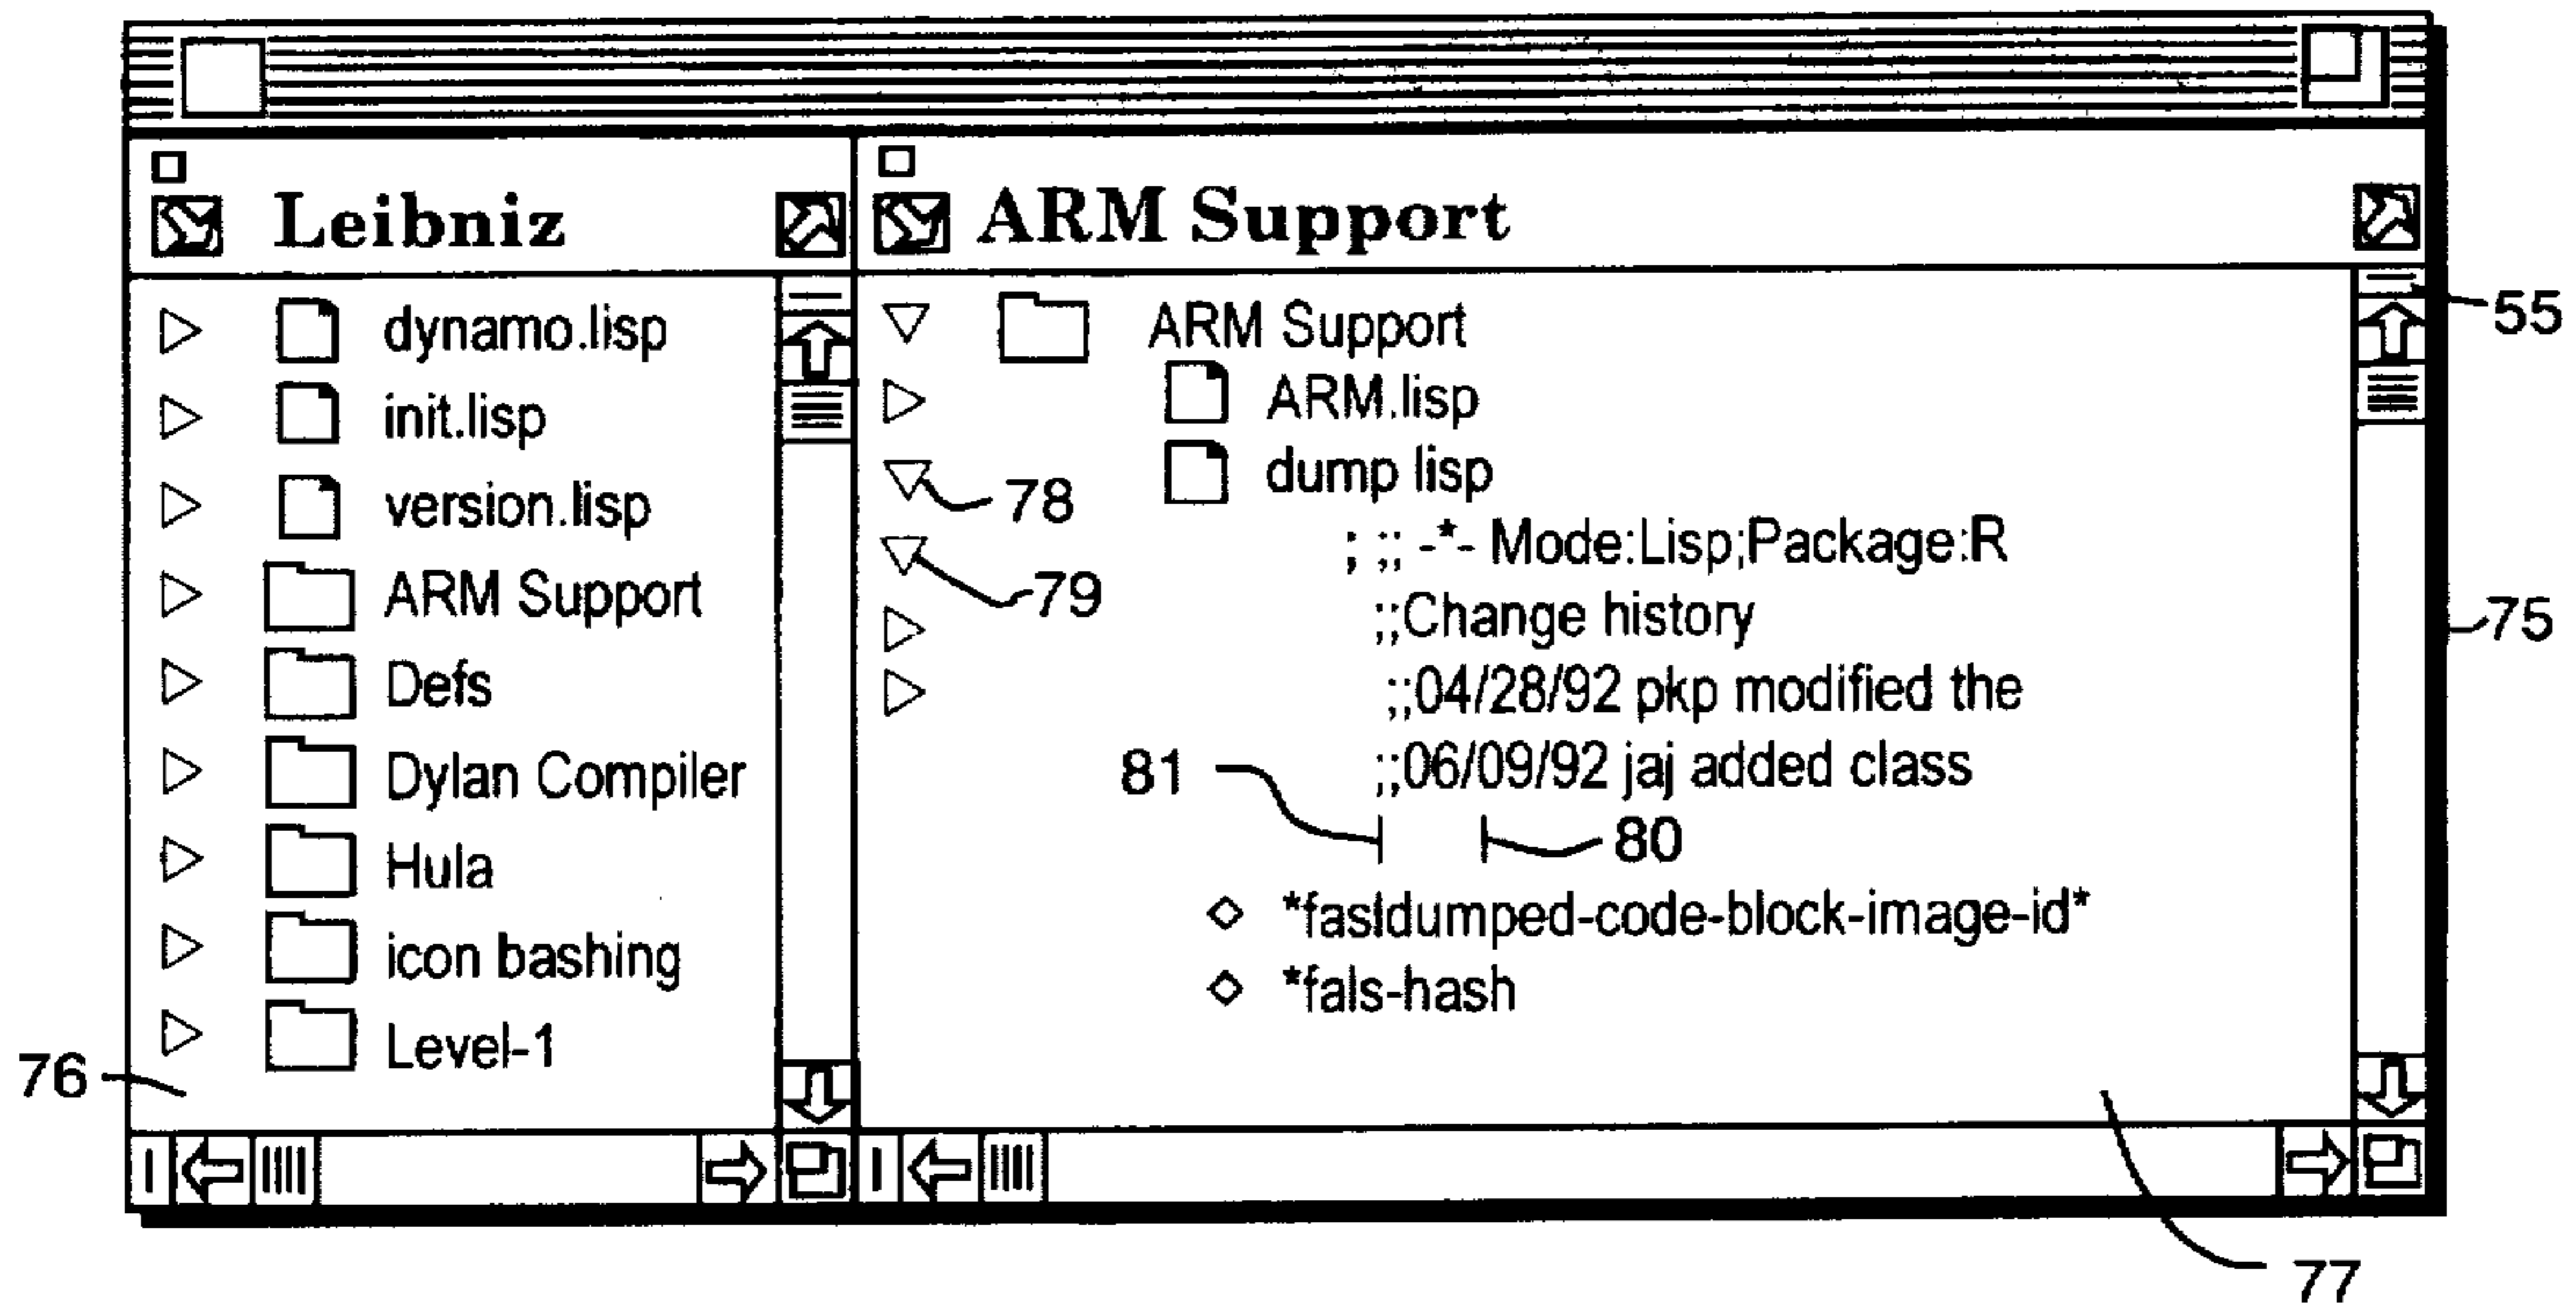 Leibniz
dynamo.lisp
init.lisp
version.lisp
ARM Support
Defs
Dylan Compiler
Hula
icon bashing
Level-1
76
ARM Support
ARM Support
ARM.lisp
dump lisp
78
; ;; -*- Mode:Lisp;Package:R
79
;;Change history
;;04/28/92 pkp modified the
;;06/09/92 jaj added class
81
80
*fasldumped-code-block-image-id*
*fals-hash
55
75
77